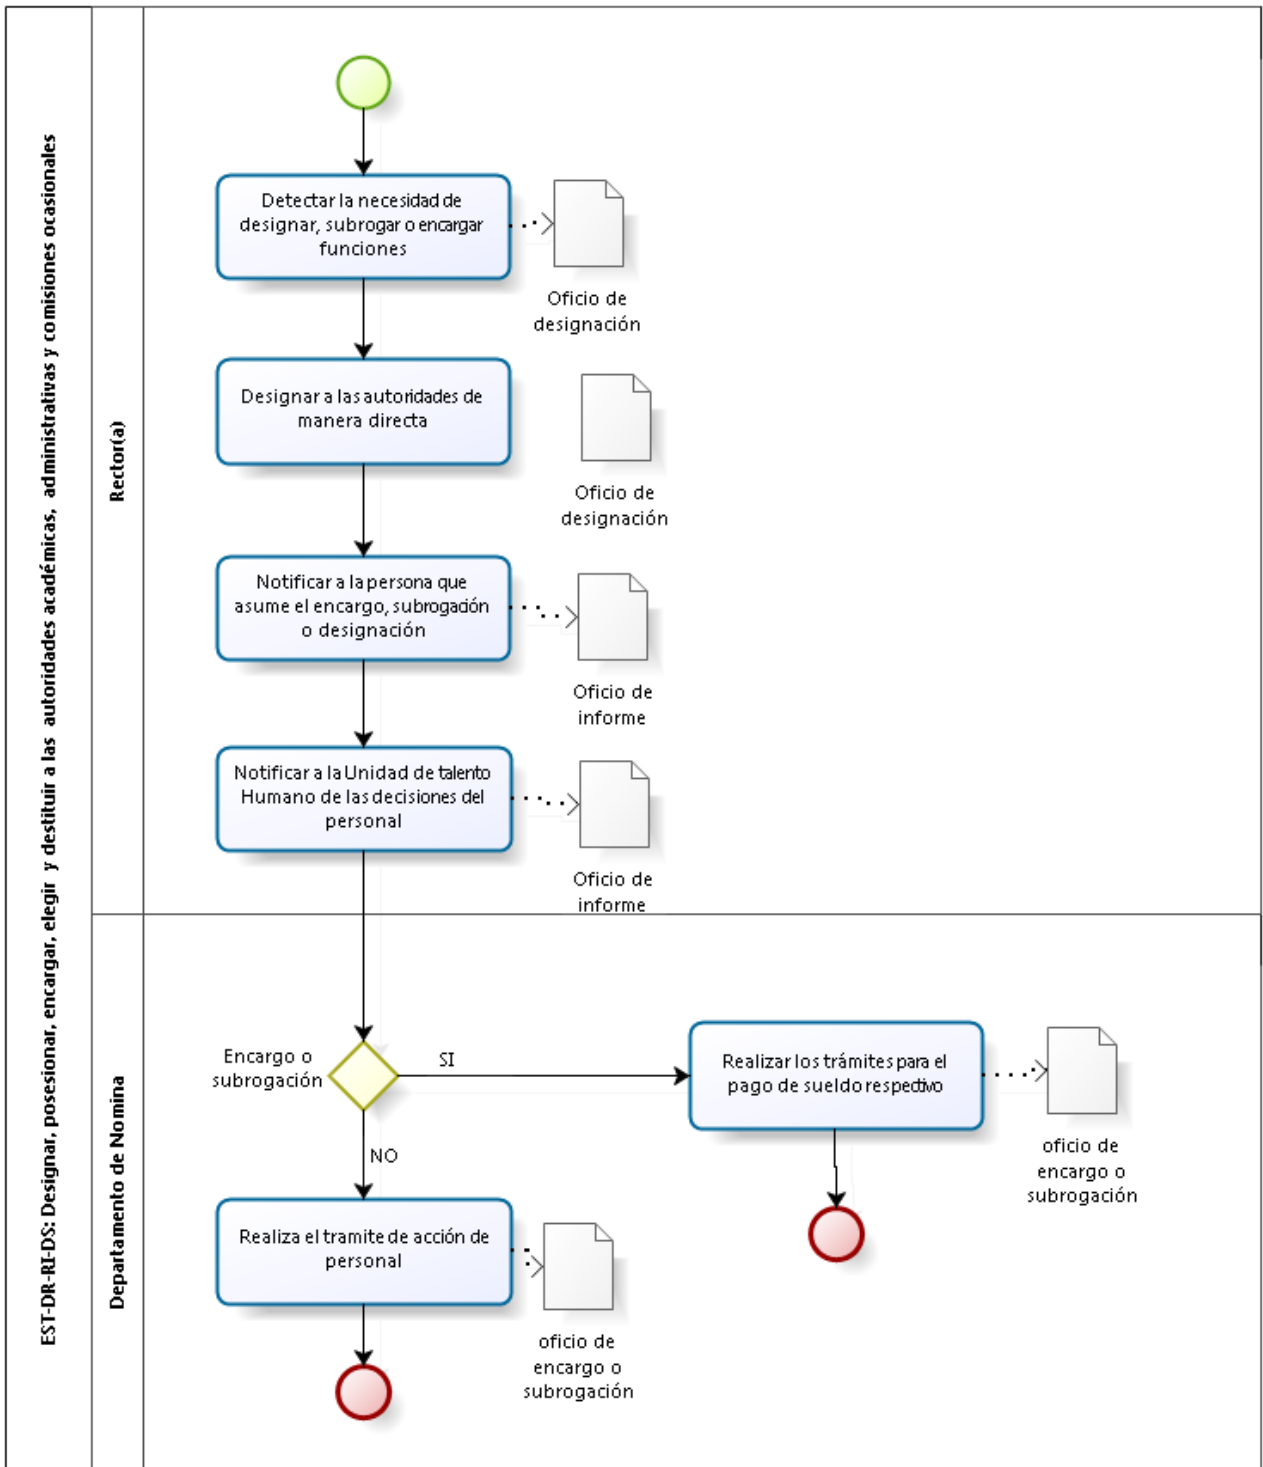 EST-DR-RI-DS: Designar, posesionar, encargar, elegir y destituir a las autoridades académicas, administrativas y comisiones ocasionales
Rector(a)
Detectar la necesidad de
designar, subrogar o encargar
funciones
Oficio de
designación
Designar a las autoridades de
manera directa
Oficio de
designación
Notificar a la persona que
asume el encargo, subrogación
o designación
Oficio de
informe
Notificar a la Unidad de talento
Humano de las decisiones del
personal
Oficio de
informe
Departamento de Nomina
Encargo o
subrogación
SI
Realizar los trámites para el
pago de sueldo respectivo
oficio de
encargo o
subrogación
NO
Realiza el tramite de acción de
personal
oficio de
encargo o
subrogación